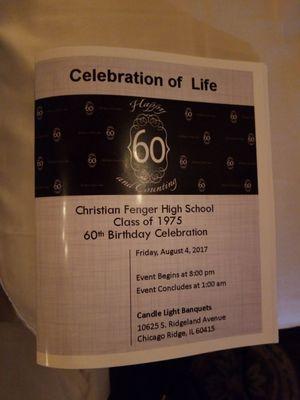 Celebration of Life
Happy
60
and Counting
Christian Fenger High School
Class of 1975
60th Birthday Celebration
Friday, August 4, 2017
Event Begins at 8:00 pm
Event Concludes at 1:00 am
Candle Light Banquets
10625 S. Ridgeland Avenue
Chicago Ridge, IL 60415